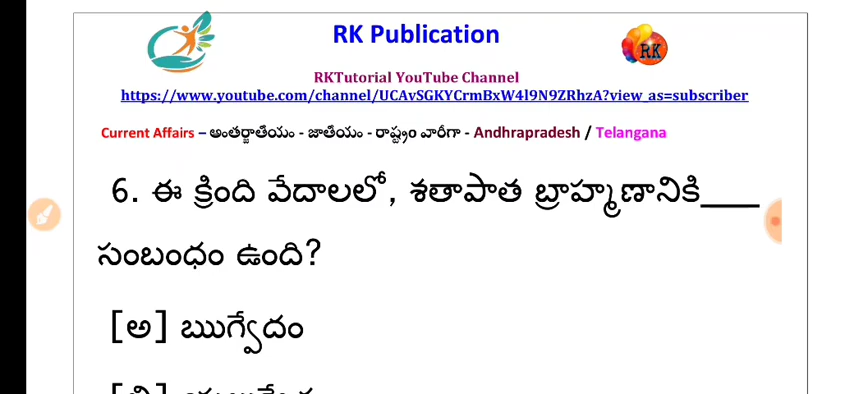 RK Publication
RK
RKTutorial YouTube Channel
https://www.youtube.com/channel/UCAvSGKYCrmBxW4l9N9ZRhzA?view_as=subscriber
Current Affairs – అంతర్జాతీయం - జాతీయం - రాష్ట్రం వారీగా - Andhrapradesh / Telangana
6. ఈ క్రింది వేదాలలో, శతాపాత బ్రాహ్మణానికి____
సంబంధం ఉంది?
[అ] ఋగ్వేదం